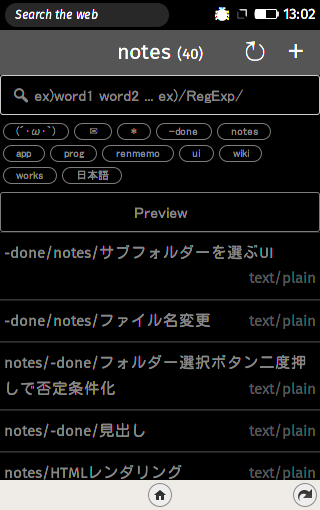 Search the web 13:02
notes (40)
ex)word1 word2 ... ex)/RegExp/
(´･ω･`) ✉ * -done notes
app prog renmemo ui wiki
works 日本語
Preview
-done/notes/サブフォルダーを選ぶUI
text/plain
-done/notes/ファイル名変更 text/plain
notes/-done/フォルダー選択ボタン二度押
しで否定条件化 text/plain
notes/-done/見出し text/plain
notes/HTMLレンダリング text/plain